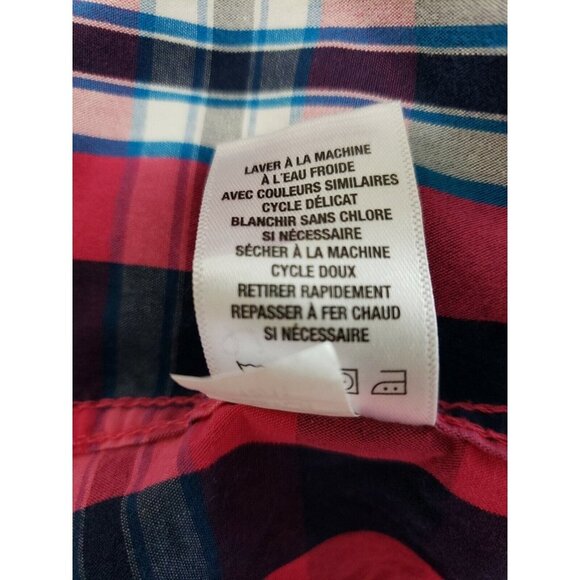 LAVER À LA MACHINE
À L'EAU FROIDE
AVEC COULEURS SIMILAIRES
CYCLE DÉLICAT
BLANCHIR SANS CHLORE
SI NÉCESSAIRE
SÉCHER À LA MACHINE
CYCLE DOUX
RETIRER RAPIDEMENT
REPASSER À FER CHAUD
SI NÉCESSAIRE